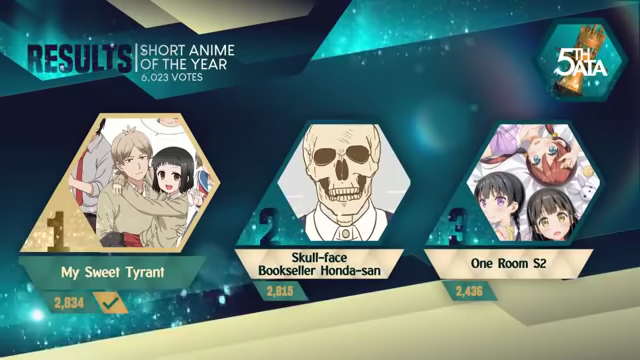 RESULTS
SHORT ANIME
OF THE YEAR
6,023 VOTES
5TH
ATA
1
My Sweet Tyrant
2,834
2
Skull-face
Bookseller Honda-san
2,815
3
One Room S2
2,436